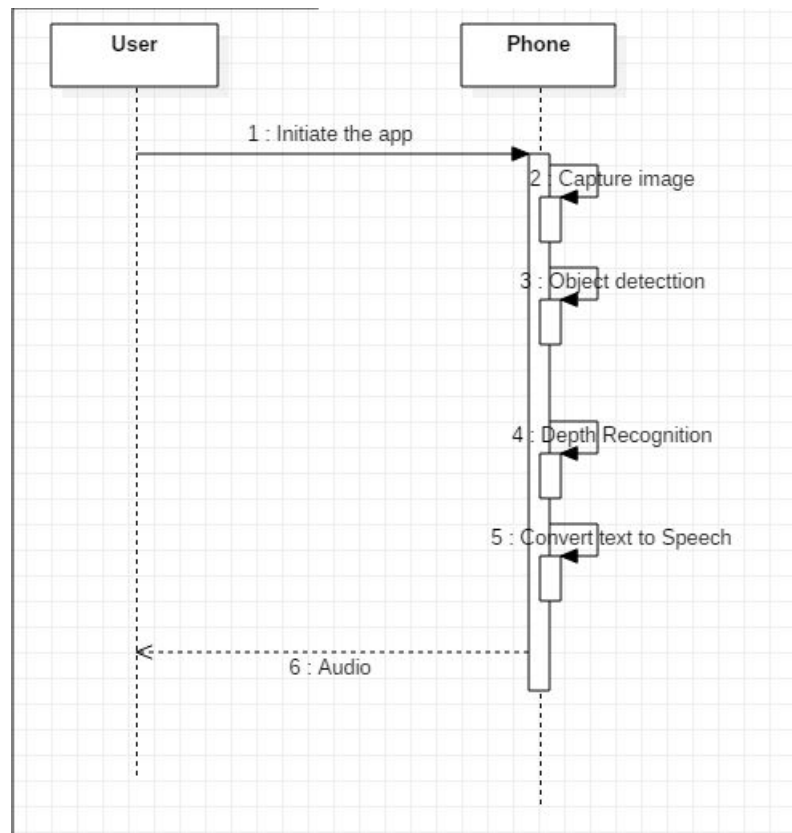 User
Phone
1 : Initiate the app
2 : Capture image
3 : Object detecttion
4 : Depth Recognition
5 : Convert text to Speech
6 : Audio